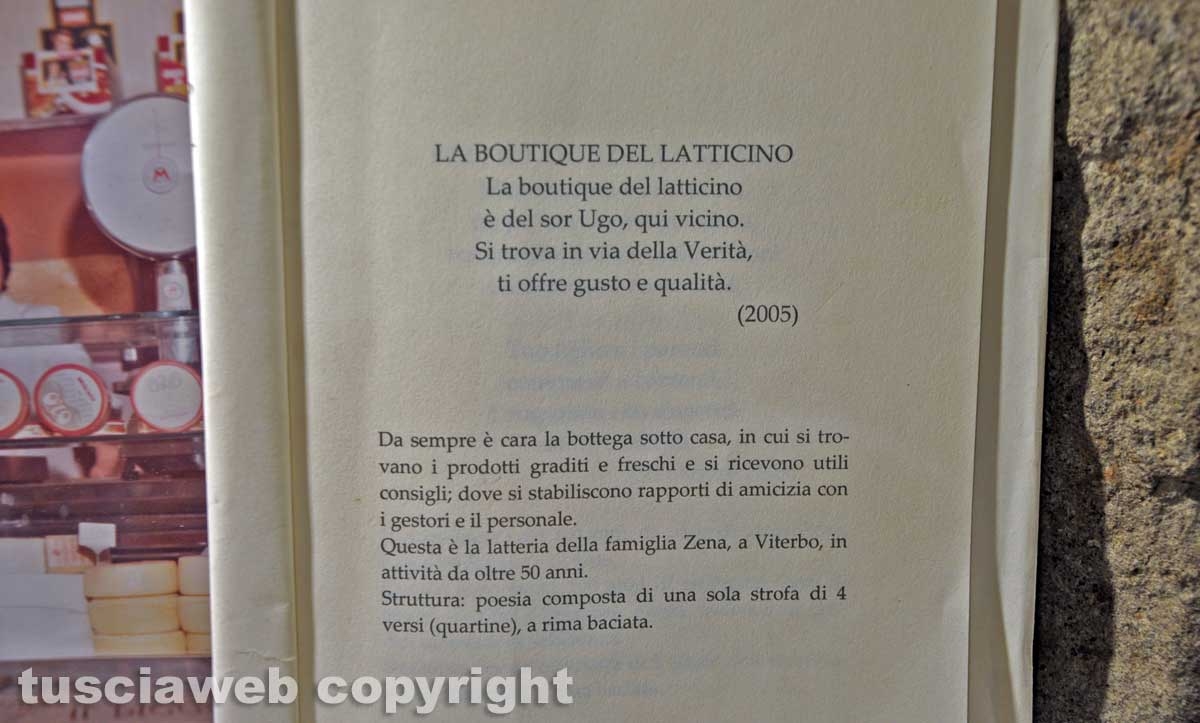 LA BOUTIQUE DEL LATTICINO
La boutique del latticino
è del sor Ugo, qui vicino.
Si trova in via della Verità,
ti offre gusto e qualità.
(2005)
Da sempre è cara la bottega sotto casa, in cui si tro-
vano i prodotti graditi e freschi e si ricevono utili
consigli; dove si stabiliscono rapporti di amicizia con
i gestori e il personale.
Questa è la latteria della famiglia Zena, a Viterbo, in
attività da oltre 50 anni.
Struttura: poesia composta di una sola strofa di 4
versi (quartine), a rima baciata.
tusciaweb copyright